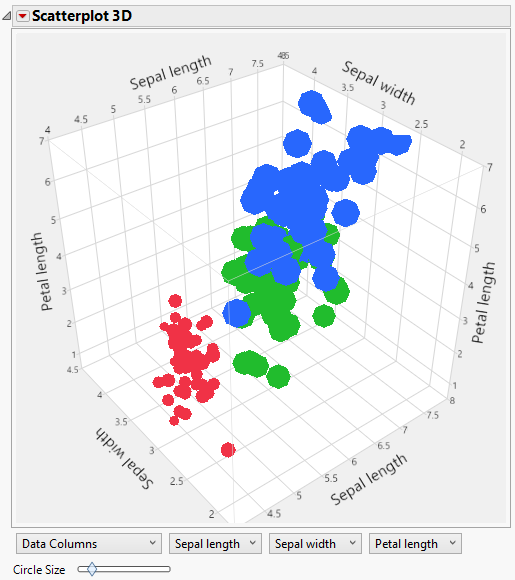 Scatterplot 3D
Sepal length
4 4.5 5 5.5 6 6.5 7 7.5
Sepal width
4 3.5 3 2.5 2
Petal length
7 6 5 4 3 2 1
Petal length
7 6 5 4 3 2 1
Sepal width
4.5 4 3.5 3 2.5 2
Sepal length
4.5 5 5.5 6 6.5 7 7.5 8
Data Columns Sepal length Sepal width Petal length
Circle Size